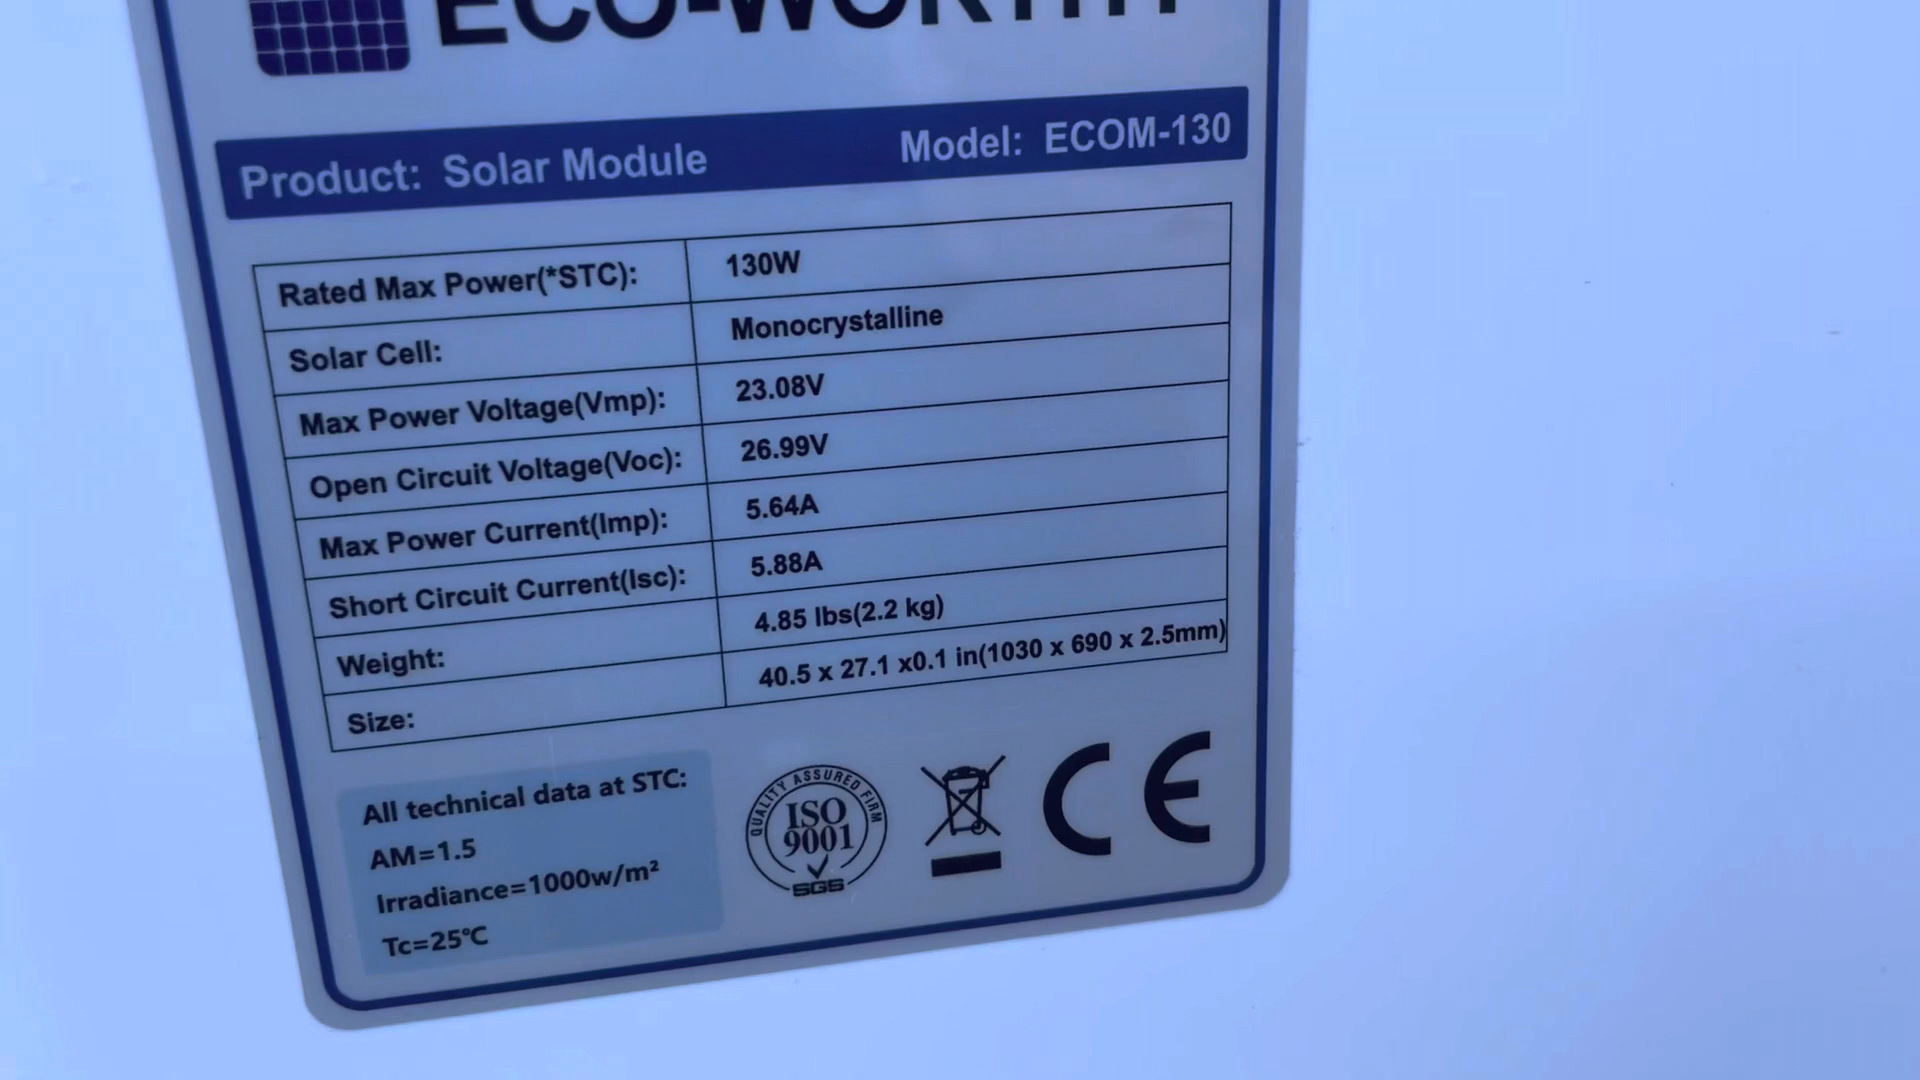 ECO-WORTHY
Product: Solar Module Model: ECOM-130
Rated Max Power(*STC): 130W
Solar Cell: Monocrystalline
Max Power Voltage(Vmp): 23.08V
Open Circuit Voltage(Voc): 26.99V
Max Power Current(Imp): 5.64A
Short Circuit Current(Isc): 5.88A
Weight: 4.85 lbs(2.2 kg)
Size: 40.5 x 27.1 x0.1 in(1030 x 690 x 2.5mm)
All technical data at STC:
AM=1.5
Irradiance=1000w/m²
Tc=25℃
QUALITY ASSURED FIRM
ISO
9001
SGS
CE